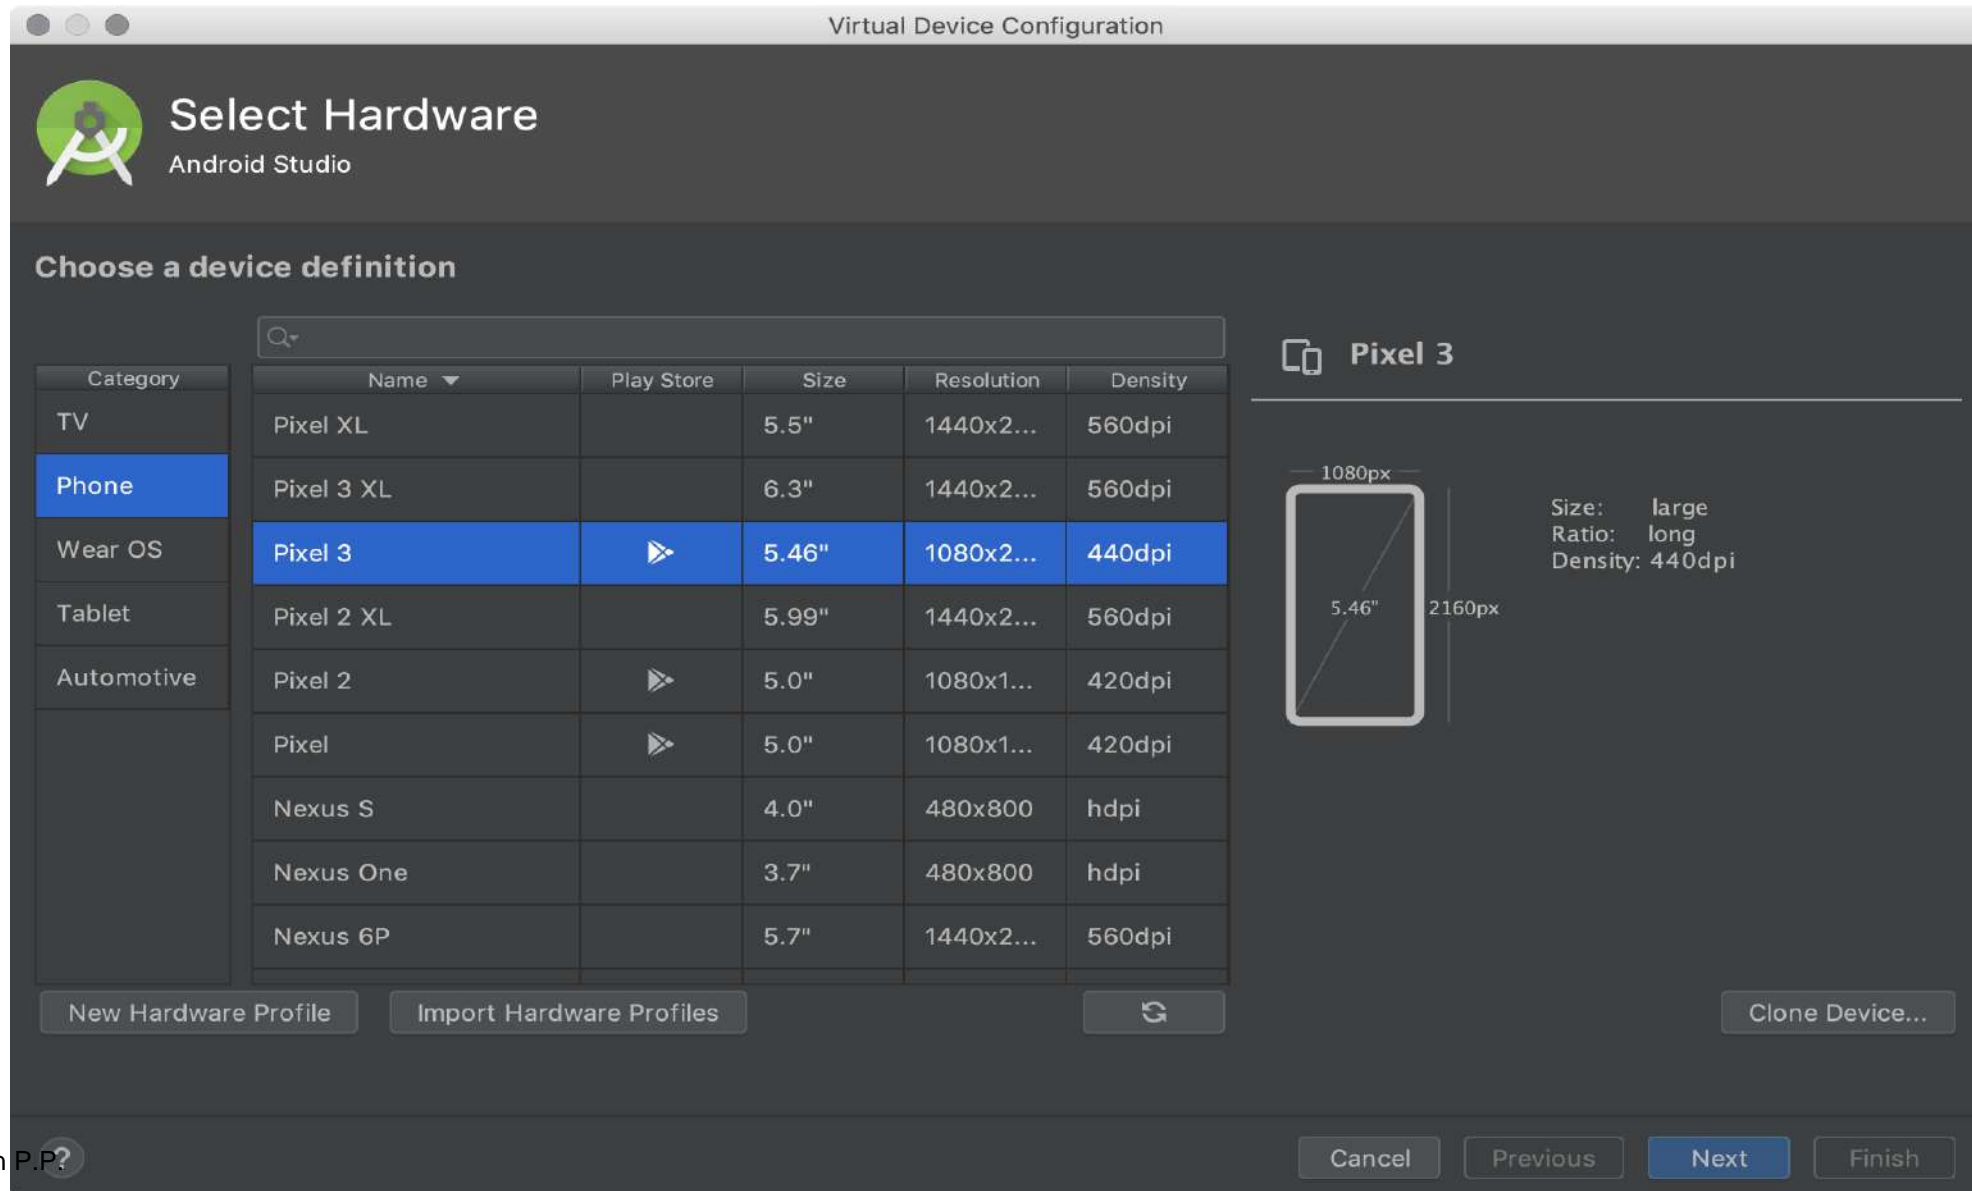 Virtual Device Configuration
Select Hardware
Android Studio
Choose a device definition
Category
TV
Phone
Wear OS
Tablet
Automotive
Name Play Store Size Resolution Density
Pixel XL 5.5" 1440x2... 560dpi
Pixel 3 XL 6.3" 1440x2... 560dpi
Pixel 3 5.46" 1080x2... 440dpi
Pixel 2 XL 5.99" 1440x2... 560dpi
Pixel 2 5.0" 1080x1... 420dpi
Pixel 5.0" 1080x1... 420dpi
Nexus S 4.0" 480x800 hdpi
Nexus One 3.7" 480x800 hdpi
Nexus 6P 5.7" 1440x2... 560dpi
Pixel 3
1080px
5.46"
2160px
Size: large
Ratio: long
Density: 440dpi
New Hardware Profile
Import Hardware Profiles
Clone Device...
P.P.
?
Cancel
Previous
Next
Finish